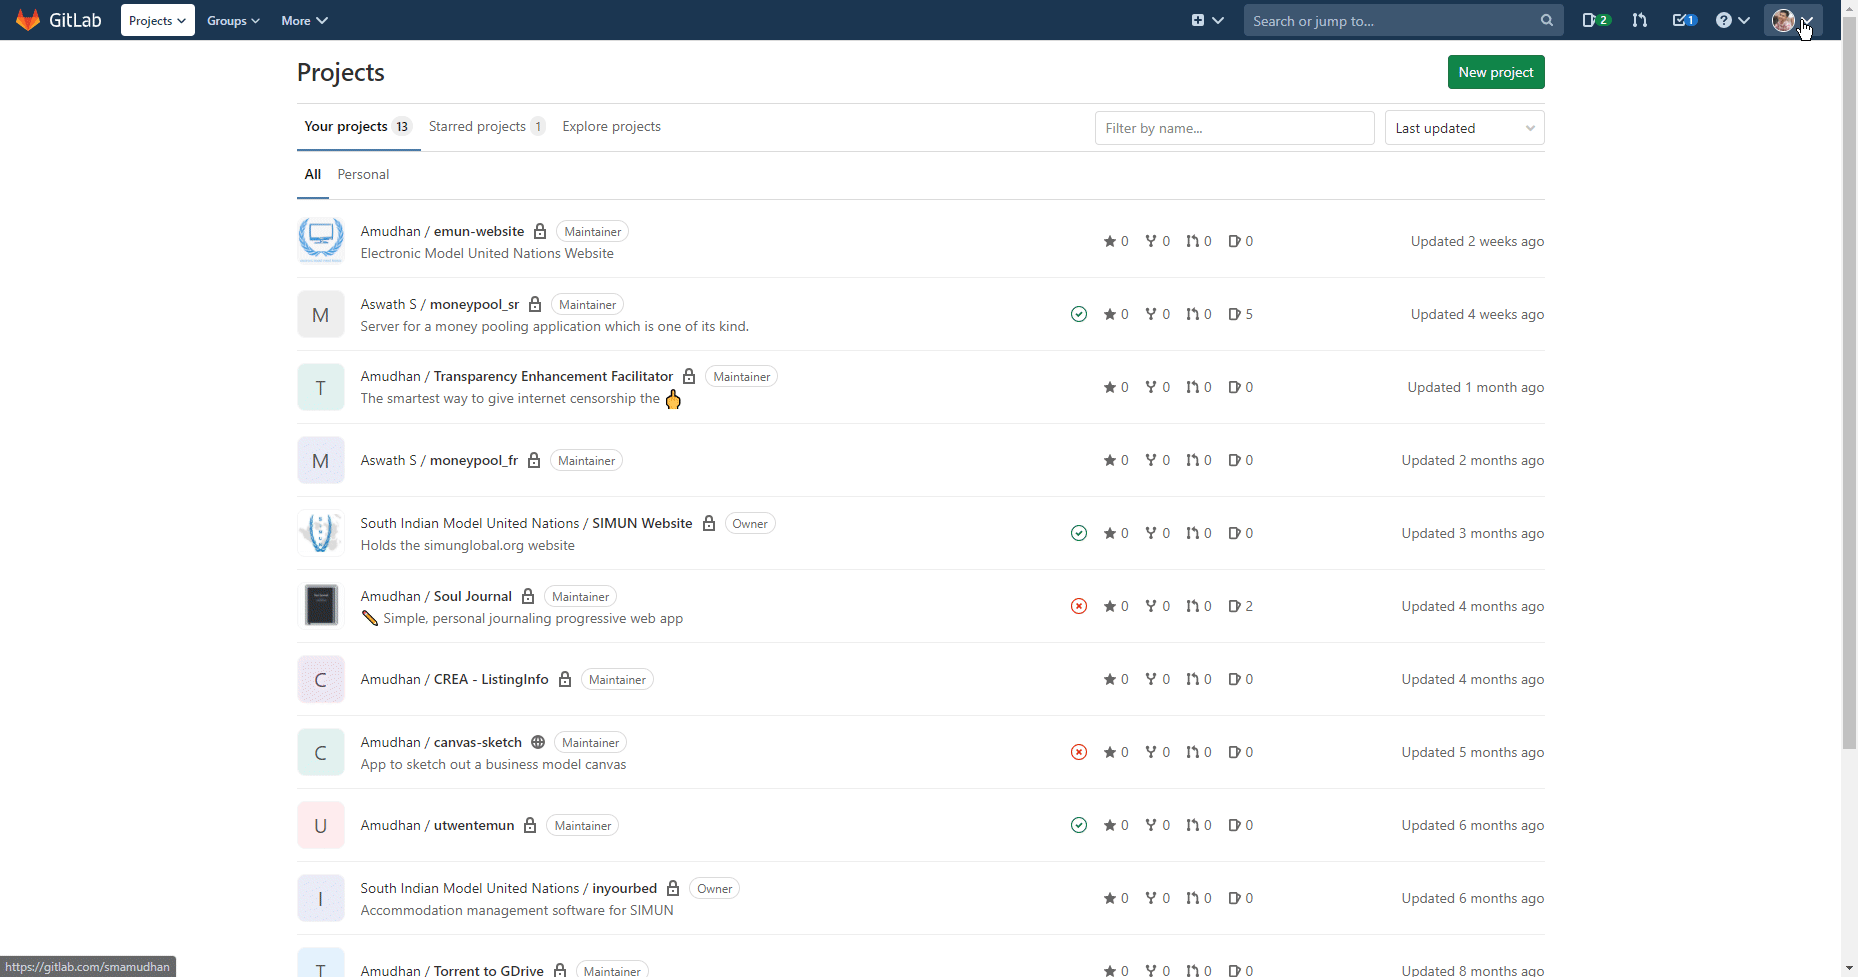 GitLab Projects Groups More Search or jump to... 2 1
Projects New project
Your projects 13 Starred projects 1 Explore projects Filter by name... Last updated
All Personal
Amudhan / emun-website Maintainer
Electronic Model United Nations Website
0 0 0 0 Updated 2 weeks ago
M
Aswath S / moneypool_sr Maintainer
Server for a money pooling application which is one of its kind.
0 0 0 5 Updated 4 weeks ago
T
Amudhan / Transparency Enhancement Facilitator Maintainer
The smartest way to give internet censorship the
0 0 0 0 Updated 1 month ago
M
Aswath S / moneypool_fr Maintainer
0 0 0 0 Updated 2 months ago
South Indian Model United Nations / SIMUN Website Owner
Holds the simunglobal.org website
0 0 0 0 Updated 3 months ago
Amudhan / Soul Journal Maintainer
Simple, personal journaling progressive web app
0 0 0 2 Updated 4 months ago
C
Amudhan / CREA - ListingInfo Maintainer
0 0 0 0 Updated 4 months ago
C
Amudhan / canvas-sketch Maintainer
App to sketch out a business model canvas
0 0 0 0 Updated 5 months ago
U
Amudhan / utwentemun Maintainer
0 0 0 0 Updated 6 months ago
I
South Indian Model United Nations / inyourbed Owner
Accommodation management software for SIMUN
0 0 0 0 Updated 6 months ago
T
Amudhan / Torrent to GDrive Maintainer
0 0 0 0 Updated 8 months ago
https://gitlab.com/smamudhan